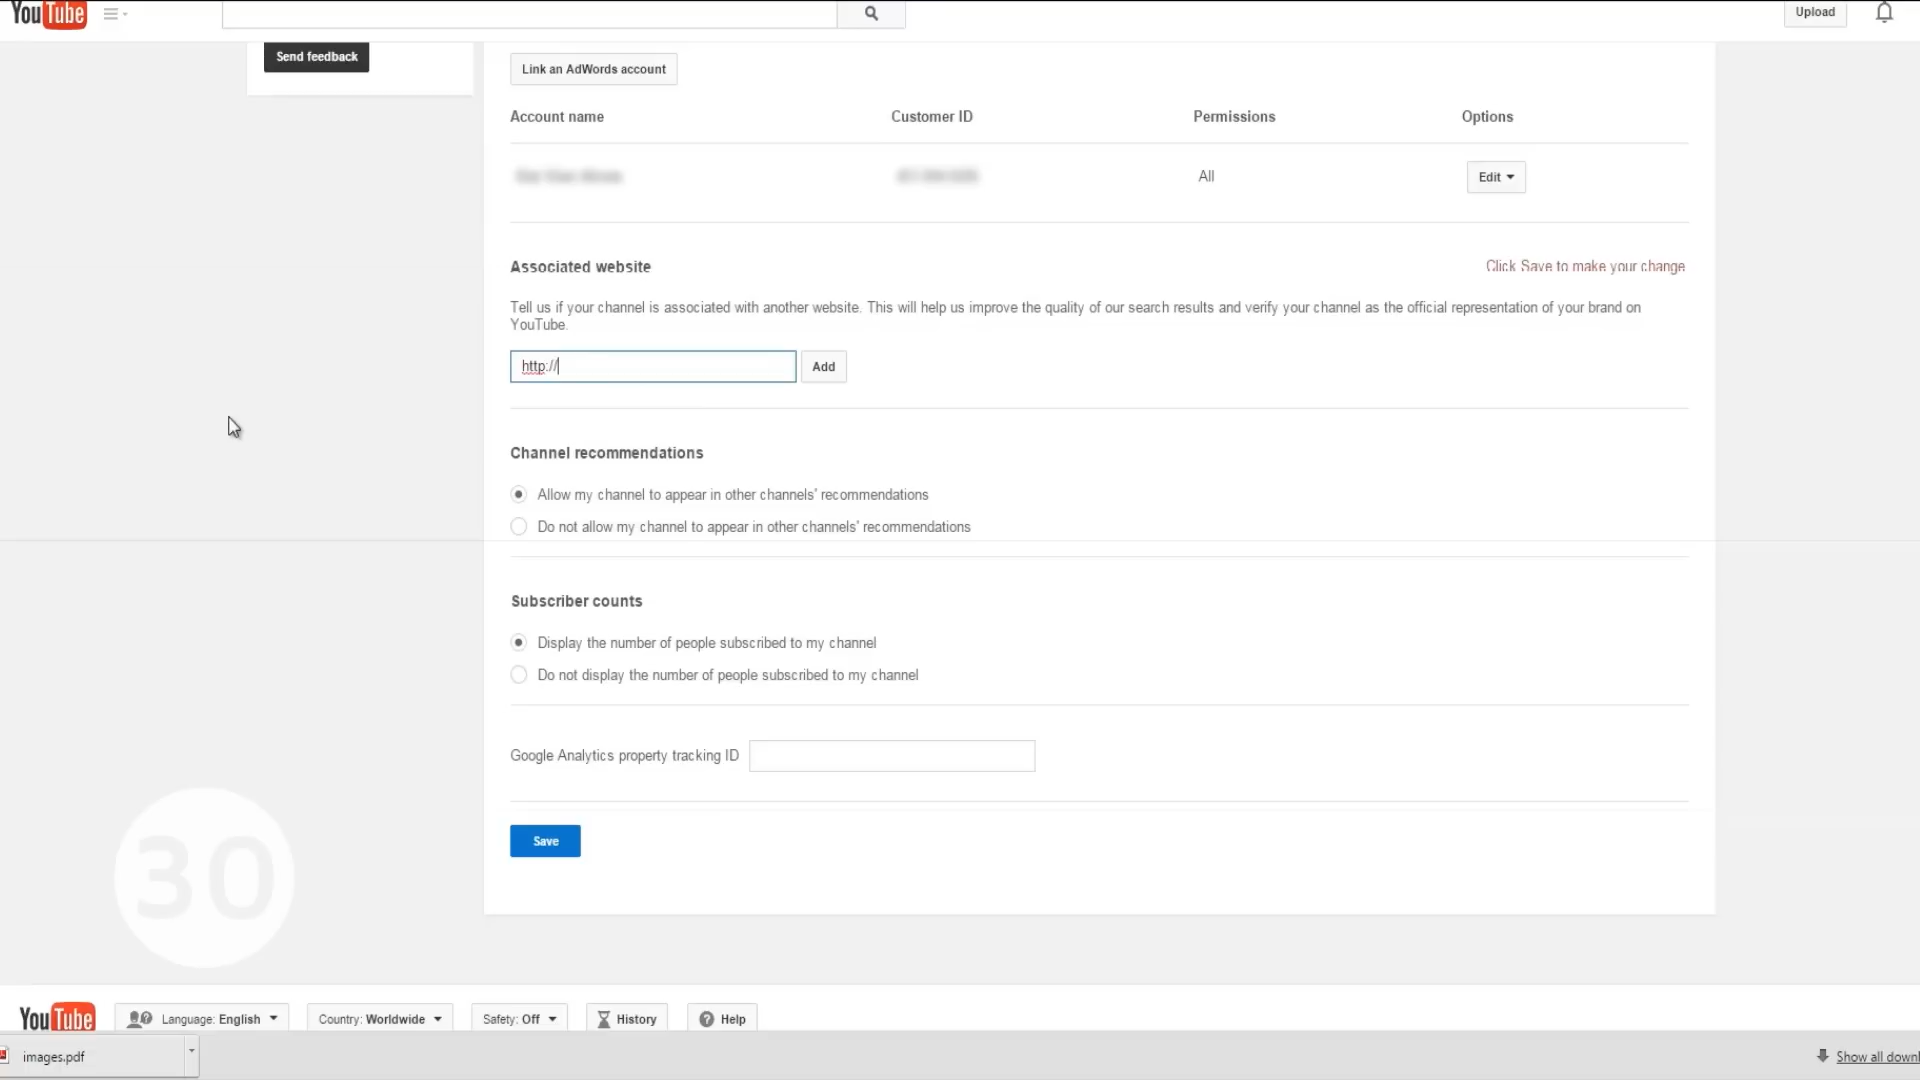 YouTube
Upload
Send feedback
Link an AdWords account
Account name Customer ID Permissions Options
All Edit
Associated website Click Save to make your change
Tell us if your channel is associated with another website. This will help us improve the quality of our search results and verify your channel as the official representation of your brand on
YouTube.
http:// Add
Channel recommendations
Allow my channel to appear in other channels' recommendations
Do not allow my channel to appear in other channels' recommendations
Subscriber counts
Display the number of people subscribed to my channel
Do not display the number of people subscribed to my channel
Google Analytics property tracking ID
Save
30
YouTube Language: English Country: Worldwide Safety: Off History Help
images.pdf Show all downl